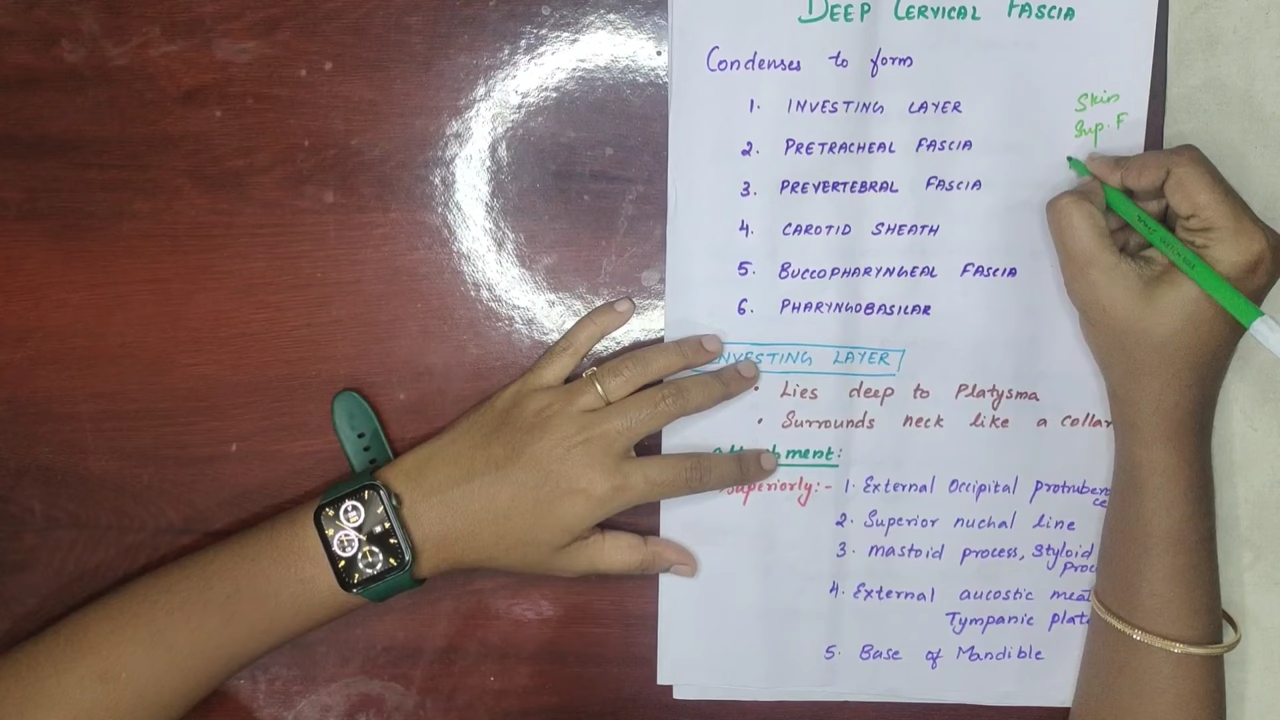 DEEP CERVICAL FASCIA
Condenses to form
1. INVESTING LAYER
2. PRETRACHEAL FASCIA
3. PREVERTEBRAL FASCIA
4. CAROTID SHEATH
5. BUCCOPHARYNGEAL FASCIA
6. PHARYNGOBASILAR
Skin
Sup. F
INVESTING LAYER
• Lies deep to Platysma
• Surrounds neck like a collar
attachment:
Superiorly:- 1. External Occipital protuberance
2. Superior nuchal line
3. mastoid process, Styloid proc
4. External aucostic meat
Tympanic plat
5. Base of Mandible